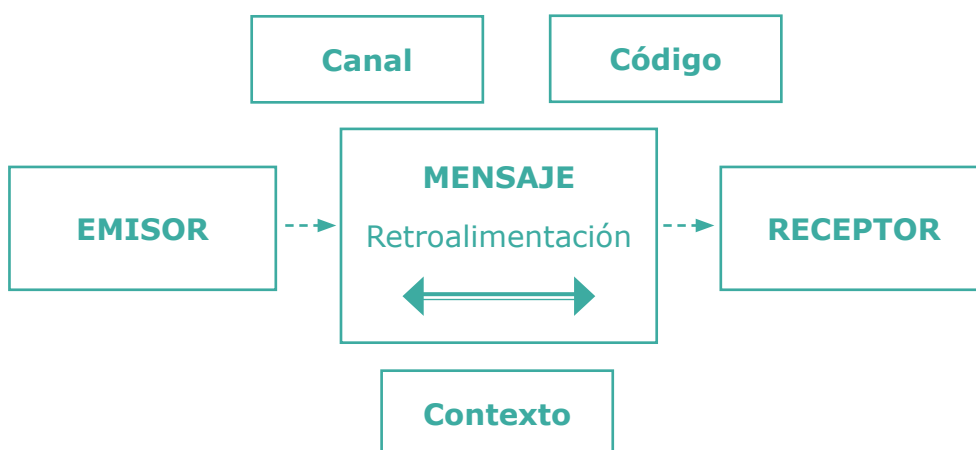 Canal
Código
MENSAJE
EMISOR
Retroalimentación
RECEPTOR
Contexto